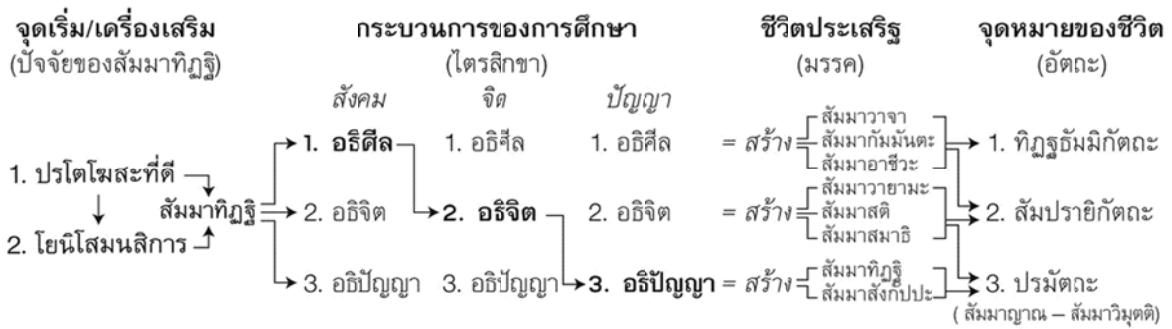 จุดเริ่ม/เครื่องเสริม กระบวนการของการศึกษา ชีวิตประเสริฐ จุดหมายของชีวิต
(ปัจจัยของสัมมาทิฏฐิ) (ไตรสิกขา) (มรรค) (อัตถะ)
สังคม จิต ปัญญา
สัมมาวาจา
1. อธิศีล 1. อธิศีล 1. อธิศีล = สร้าง สัมมากัมมันตะ 1. ทิฏฐธัมมิกัตถะ
สัมมาอาชีวะ
1. ปรโตโฆสะที่ดี
สัมมาวายามะ
สัมมาทิฏฐิ 2. อธิจิต 2. อธิจิต 2. อธิจิต = สร้าง สัมมาสติ 2. สัมปรายิกัตถะ
สัมมาสมาธิ
2. โยนิโสมนสิการ
สัมมาทิฏฐิ
3. อธิปัญญา 3. อธิปัญญา 3. อธิปัญญา = สร้าง 3. ปรมัตถะ
สัมมาสังกัปปะ
( สัมมาญาณ – สัมมาวิมุตติ)